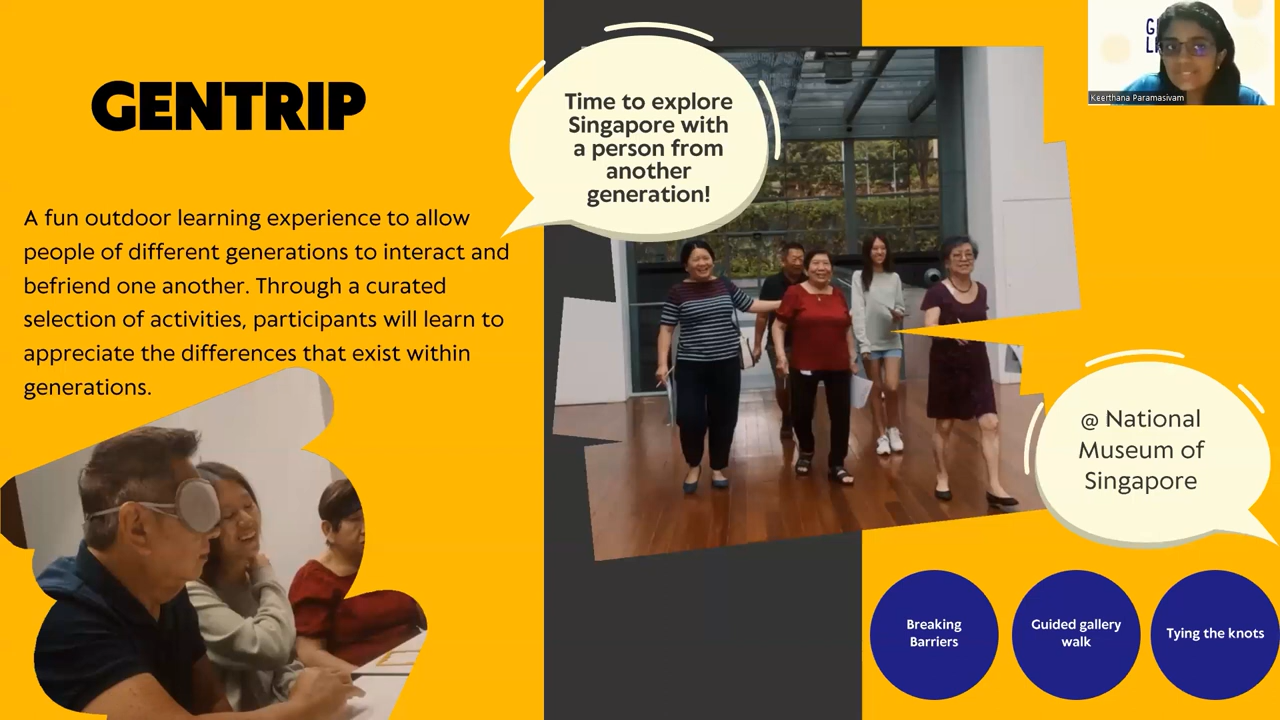 GENTRIP
A fun outdoor learning experience to allow
people of different generations to interact and
befriend one another. Through a curated
selection of activities, participants will learn to
appreciate the differences that exist within
generations.
Time to explore
Singapore with
a person from
another
generation!
@ National
Museum of
Singapore
Breaking
Barriers
Guided gallery
walk
Tying the knots
Keerthana Paramasivam